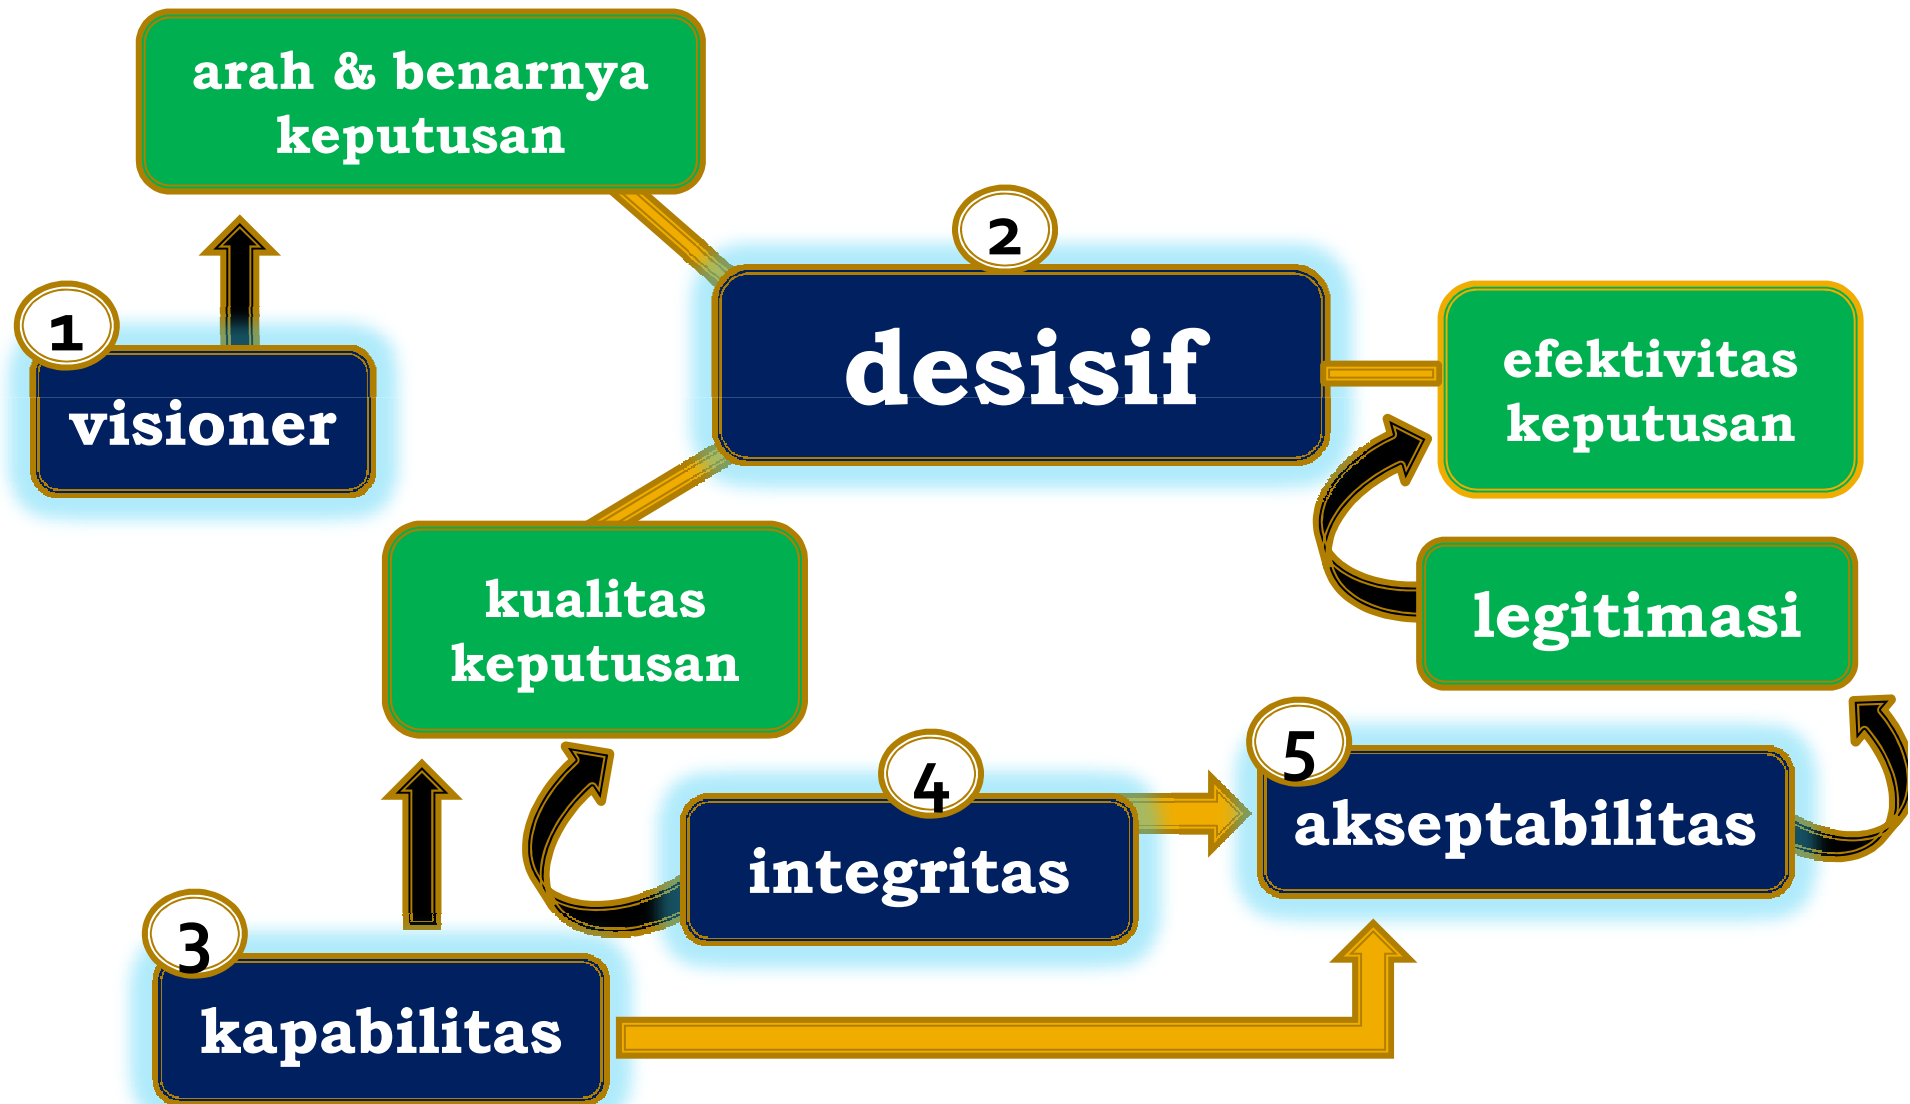 arah & benarnya
keputusan
2
desisif
1
visioner
efektivitas
keputusan
kualitas
keputusan
legitimasi
4
integritas
5
akseptabilitas
3
kapabilitas